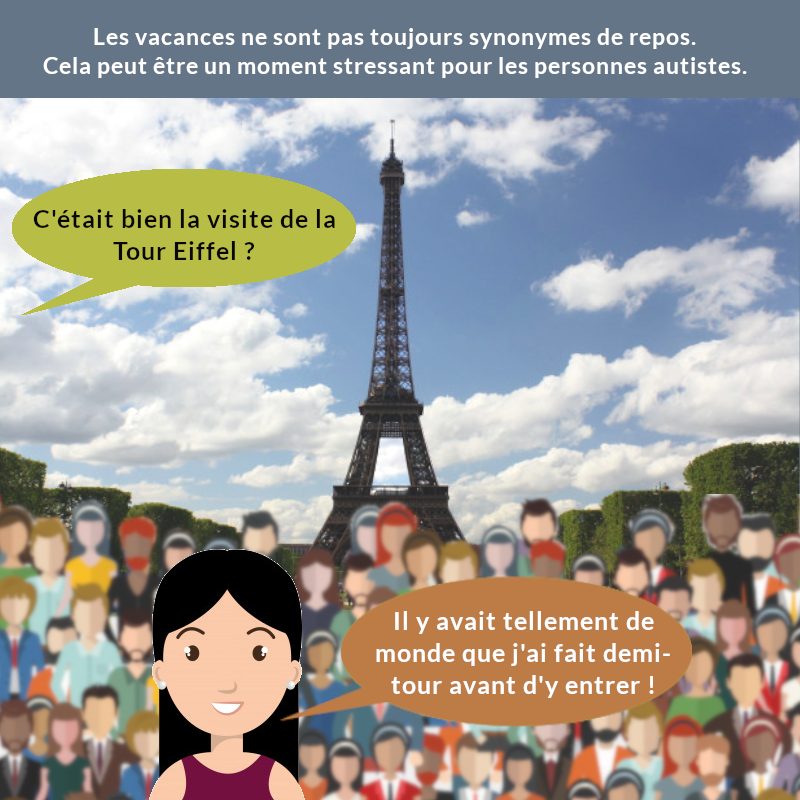 Les vacances ne sont pas toujours synonymes de repos.
Cela peut être un moment stressant pour les personnes autistes.
C'était bien la visite de la
Tour Eiffel ?
Il y avait tellement de
monde que j'ai fait demi-
tour avant d'y entrer !